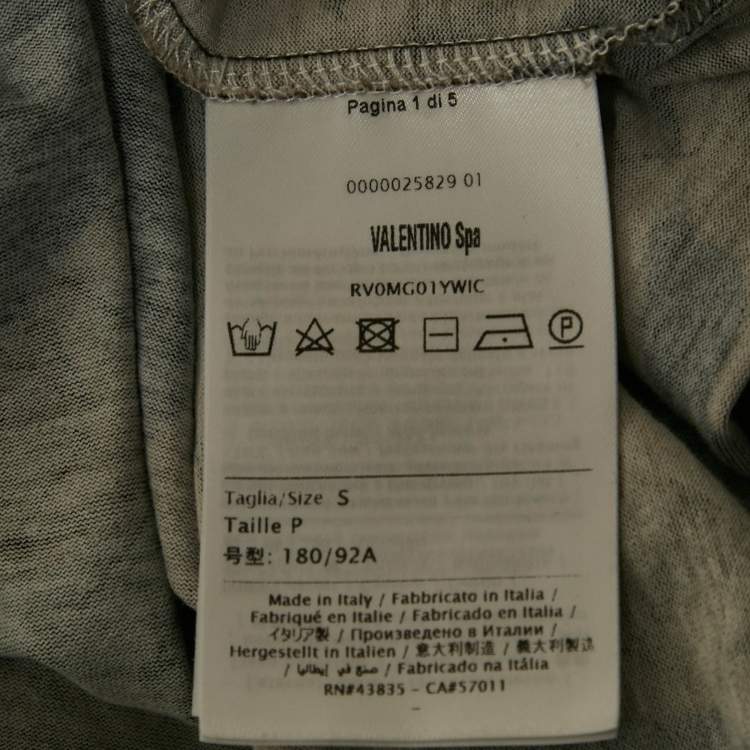 Pagina 1 di 5
0000025829 01
VALENTINO Spa
RV0MG01YWIC
P
Taglia/Size S
Taille P
号型: 180/92A
Made in Italy / Fabbricato in Italia /
Fabriqué en Italie / Fabricado en Italia /
イタリア製 / Произведено в Италии /
Hergestellt in Italien / 意大利制造 / 義大利製造
/ صنع في إيطاليا / Fabricado na Itália
RN#43835 - CA#57011